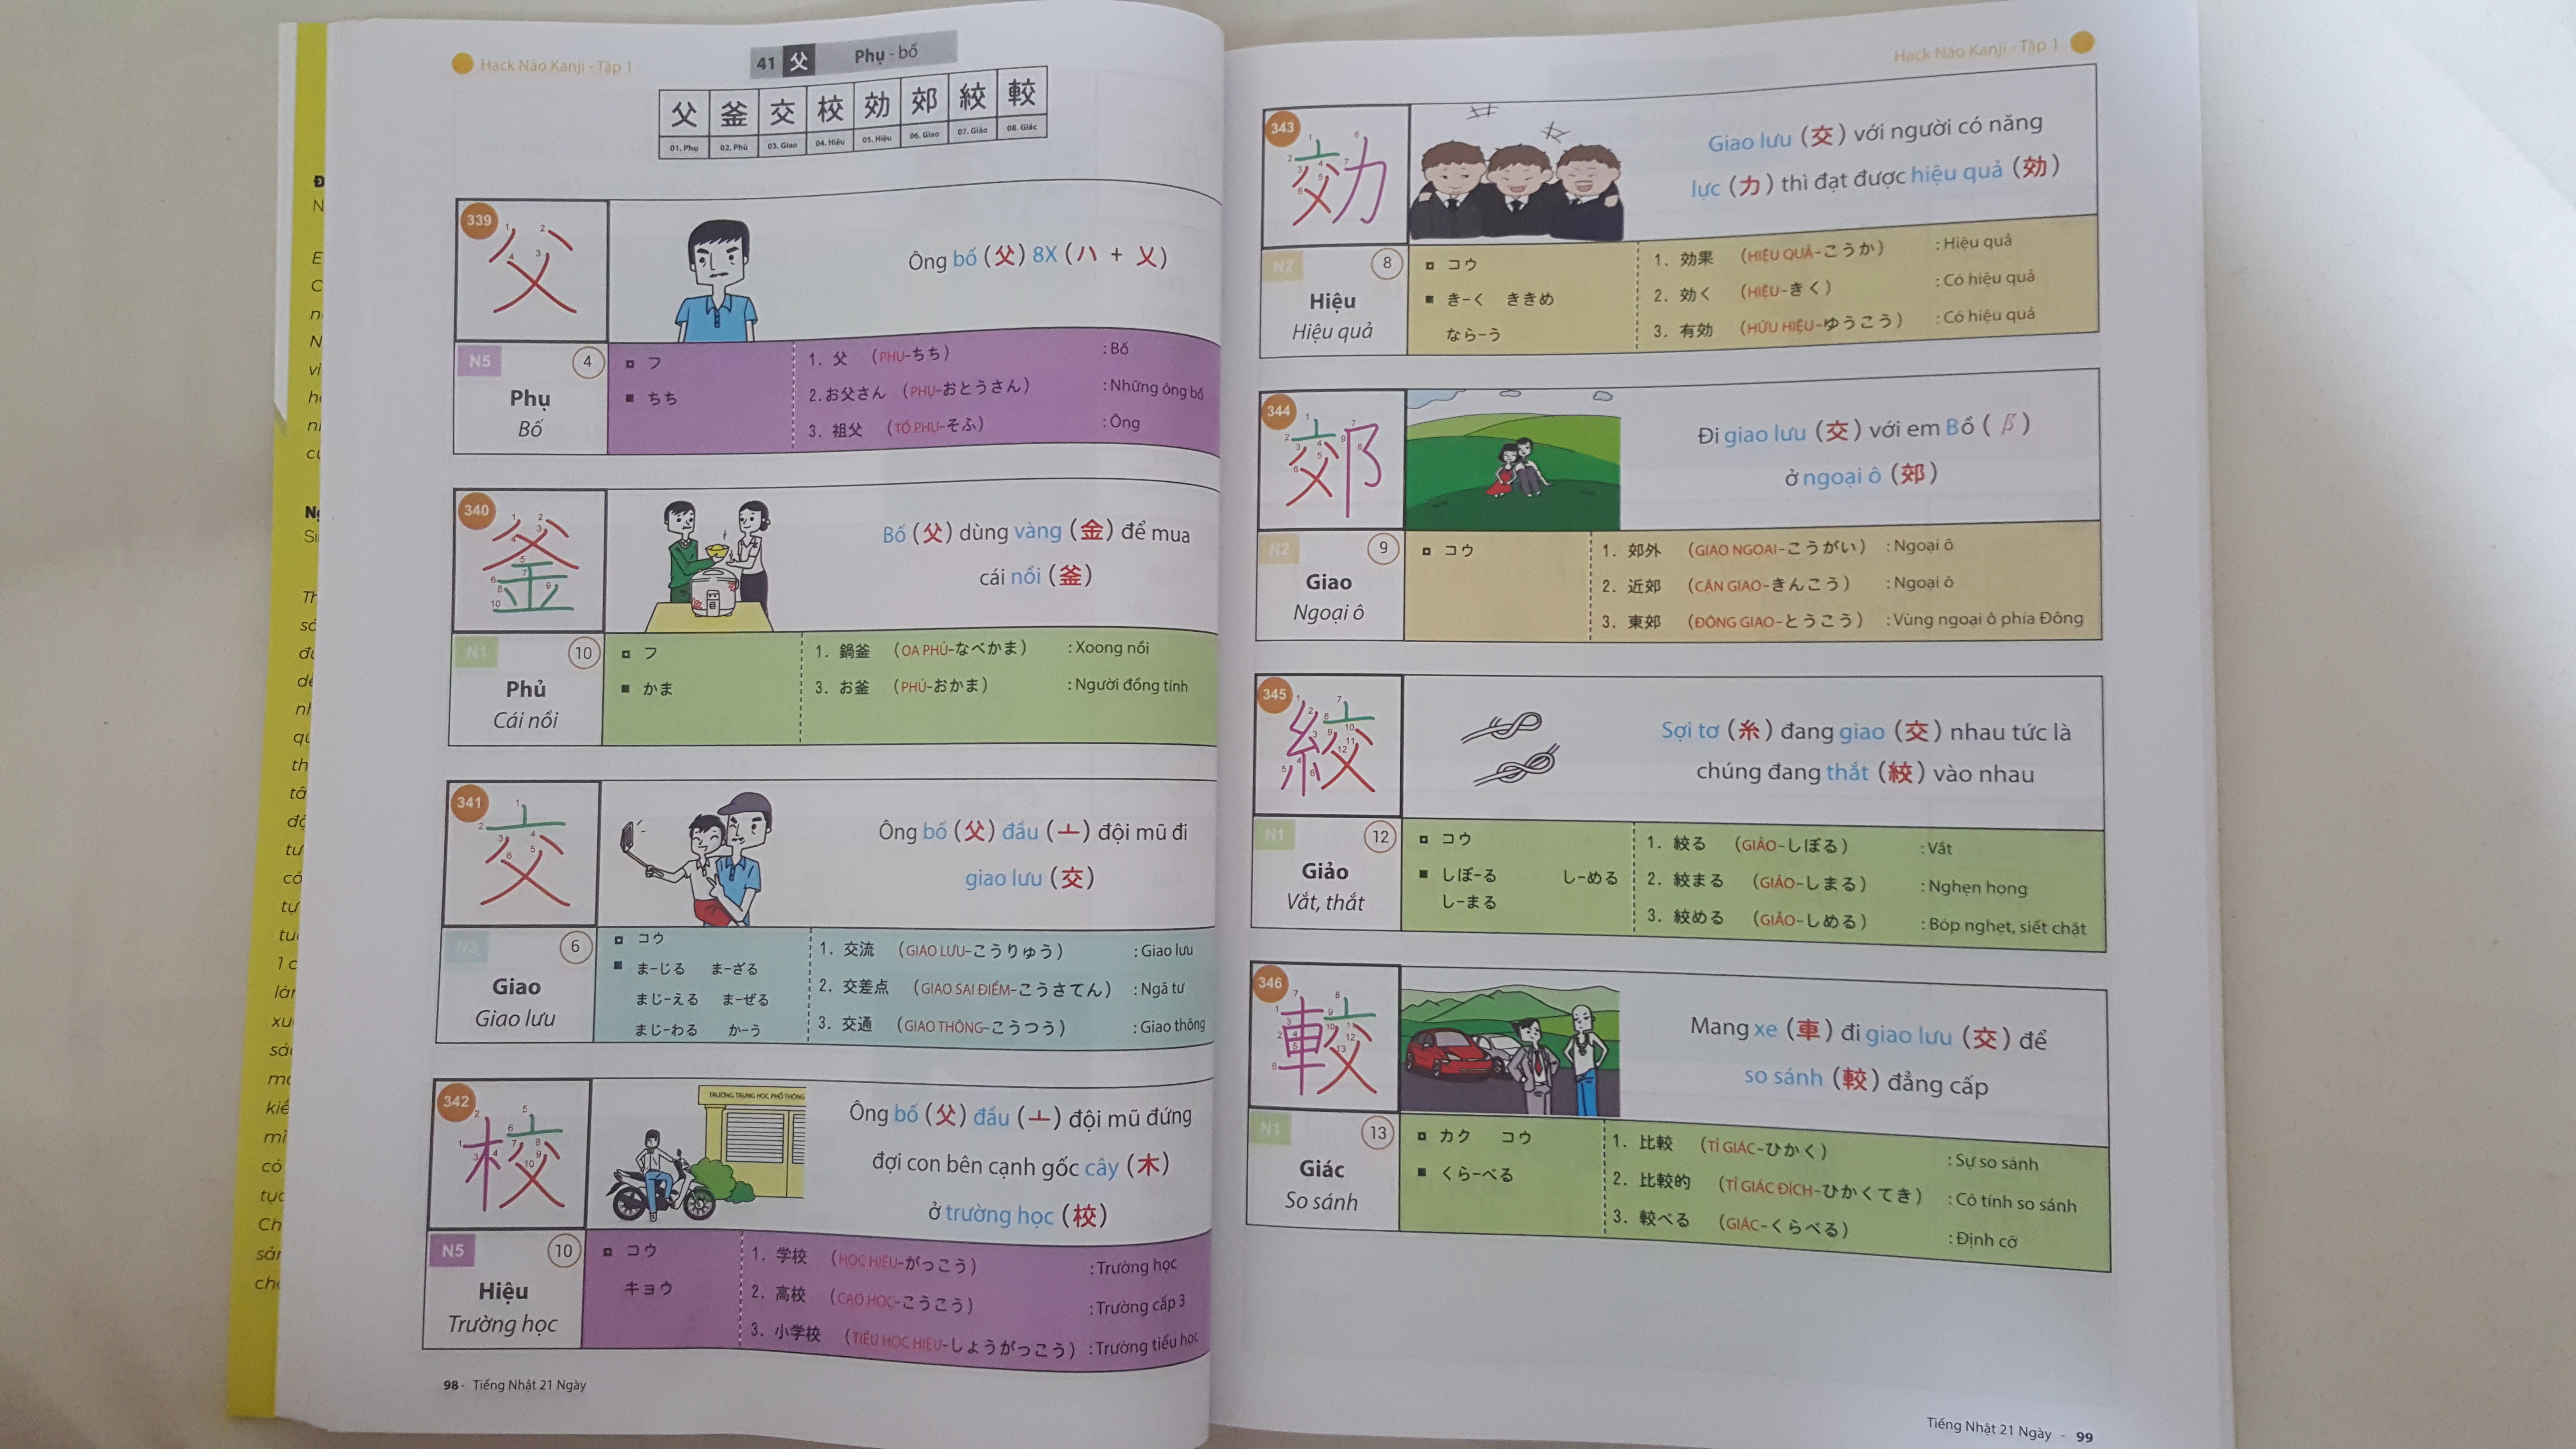 Hack Não Kanji - Tập 1
41 父 Phụ - bố
父 釜 交 校 効 郊 絞 較
01. Phụ 02. Phủ 03. Giao 04. Hiệu 05. Hiệu 06. Giao 07. Giảo 08. Giác
339
Ông bố (父) 8X (ハ + 乂)
N5 4
Phụ
Bố
フ
ちち
1. 父 (PHỤ-ちち) : Bố
2. お父さん (PHỤ-おとうさん) : Những ông bố
3. 祖父 (TỔ PHỤ-そふ) : Ông
340
Bố (父) dùng vàng (金) để mua
cái nồi (釜)
N1 10
Phủ
Cái nồi
フ
かま
1. 鍋釜 (OA PHỦ-なべかま) : Xoong nồi
3. お釜 (PHỦ-おかま) : Người đồng tính
341
Ông bố (父) đầu (亠) đội mũ đi
giao lưu (交)
N3 6
Giao
Giao lưu
コウ
まーじる まーざる
まじーえる まーぜる
まじーわる かーう
1. 交流 (GIAO LƯU-こうりゅう) : Giao lưu
2. 交差点 (GIAO SAI ĐIỂM-こうさてん) : Ngã tư
3. 交通 (GIAO THÔNG-こうつう) : Giao thông
342
TRƯỜNG TRUNG HỌC PHỔ THÔNG
Ông bố (父) đầu (亠) đội mũ đứng
đợi con bên cạnh gốc cây (木)
ở trường học (校)
N5 10
Hiệu
Trường học
コウ
キョウ
1. 学校 (HỌC HIỆU-がっこう) : Trường học
2. 高校 (CAO HỌC-こうこう) : Trường cấp 3
3. 小学校 (TIỂU HỌC HIỆU-しょうがっこう) : Trường tiểu học
98 - Tiếng Nhật 21 Ngày
Hack Não Kanji - Tập 1
343
Giao lưu (交) với người có năng
lực (力) thì đạt được hiệu quả (効)
N2 8
Hiệu
Hiệu quả
コウ
きーく ききめ
ならーう
1. 効果 (HIỆU QUẢ-こうか) : Hiệu quả
2. 効く (HIỆU-きく) : Có hiệu quả
3. 有効 (HỮU HIỆU-ゆうこう) : Có hiệu quả
344
Đi giao lưu (交) với em Bố (阝)
ở ngoại ô (郊)
N2 9
Giao
Ngoại ô
コウ
1. 郊外 (GIAO NGOẠI-こうがい) : Ngoại ô
2. 近郊 (CẬN GIAO-きんこう) : Ngoại ô
3. 東郊 (ĐÔNG GIAO-とうこう) : Vùng ngoại ô phía Đông
345
Sợi tơ (糸) đang giao (交) nhau tức là
chúng đang thắt (絞) vào nhau
N1 12
Giảo
Vắt, thắt
コウ
しぼーる しーめる
しーまる
1. 絞る (GIẢO-しぼる) : Vắt
2. 絞まる (GIẢO-しまる) : Nghẹn họng
3. 絞める (GIẢO-しめる) : Bóp nghẹt, siết chặt
346
Mang xe (車) đi giao lưu (交) để
so sánh (較) đẳng cấp
N1 13
Giác
So sánh
カク コウ
くらーべる
1. 比較 (TỈ GIÁC-ひかく) : Sự so sánh
2. 比較的 (TỈ GIÁC ĐÍCH-ひかくてき) : Có tính so sánh
3. 較べる (GIÁC-くらべる) : Định cỡ
Tiếng Nhật 21 Ngày - 99